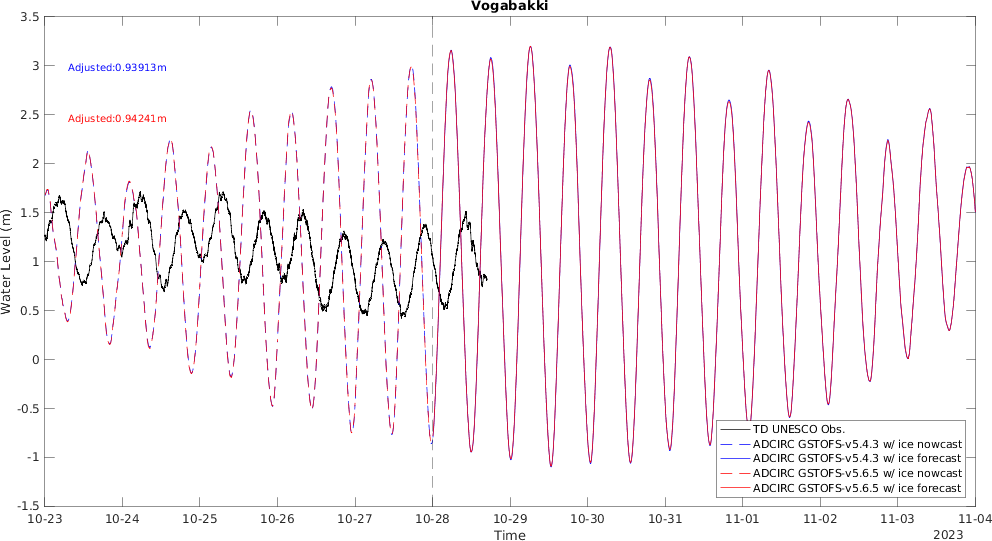 Vogabakki
3.5
3
2.5
2
1.5
1
0.5
0
-0.5
-1
-1.5
Water Level (m)
Adjusted:0.93913m
Adjusted:0.94241m
TD UNESCO Obs.
ADCIRC GSTOFS-v5.4.3 w/ ice nowcast
ADCIRC GSTOFS-v5.4.3 w/ ice forecast
ADCIRC GSTOFS-v5.6.5 w/ ice nowcast
ADCIRC GSTOFS-v5.6.5 w/ ice forecast
10-23 10-24 10-25 10-26 10-27 10-28 10-29 10-30 10-31 11-01 11-02 11-03 11-04
Time
2023